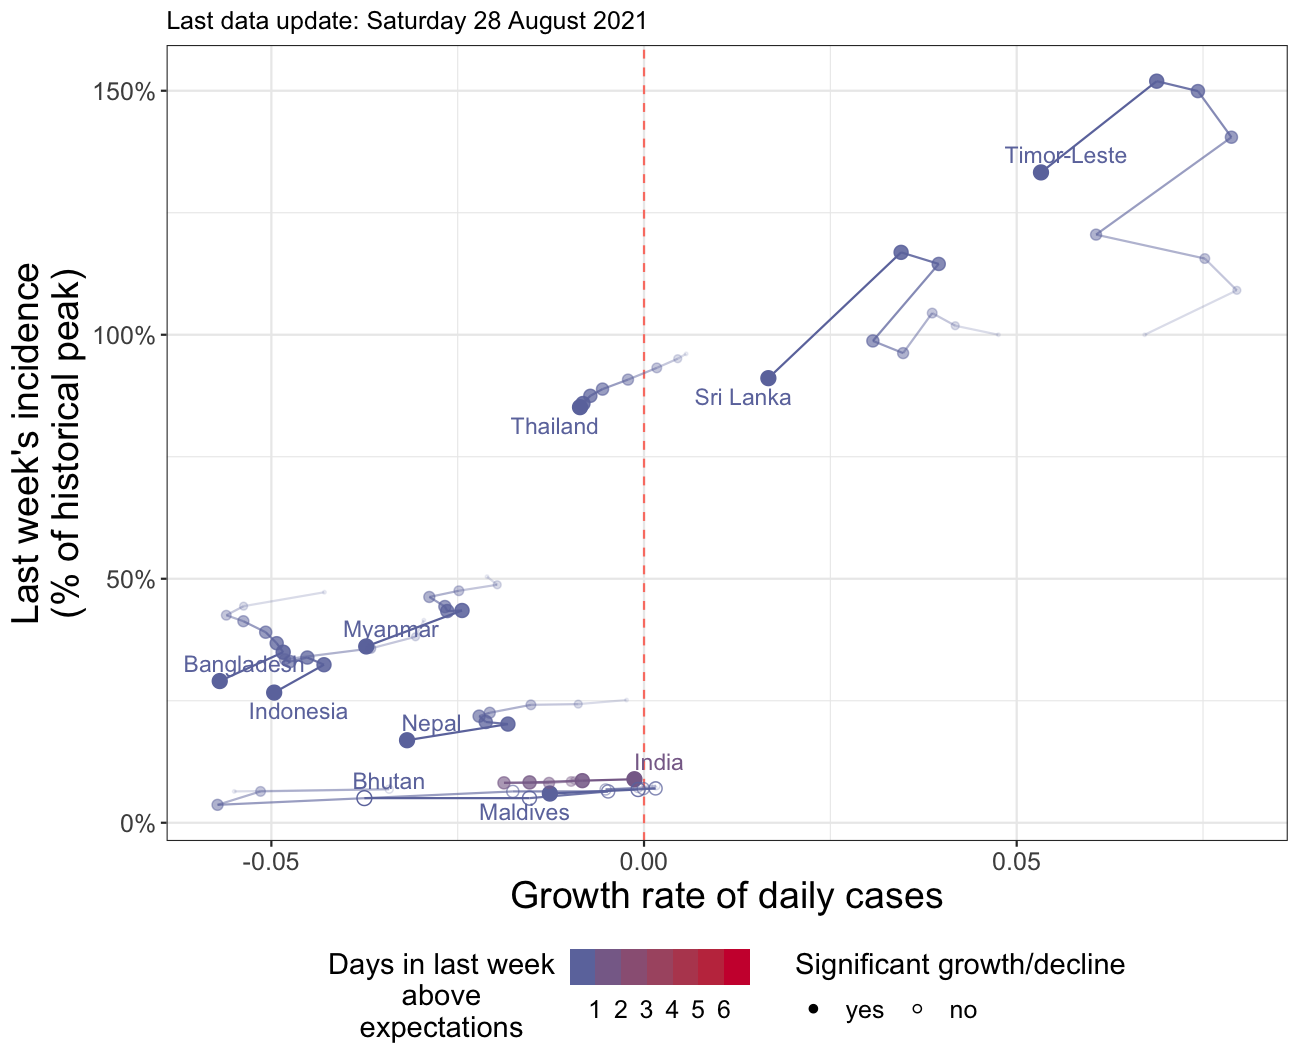 Last data update: Saturday 28 August 2021
Last week's incidence
(% of historical peak)
150%
100%
50%
0%
Timor-Leste
Sri Lanka
Thailand
Myanmar
Bangladesh
Indonesia
Nepal
India
Bhutan
Maldives
-0.05
0.00
0.05
Growth rate of daily cases
Days in last week
above
expectations
1 2 3 4 5 6
Significant growth/decline
yes no